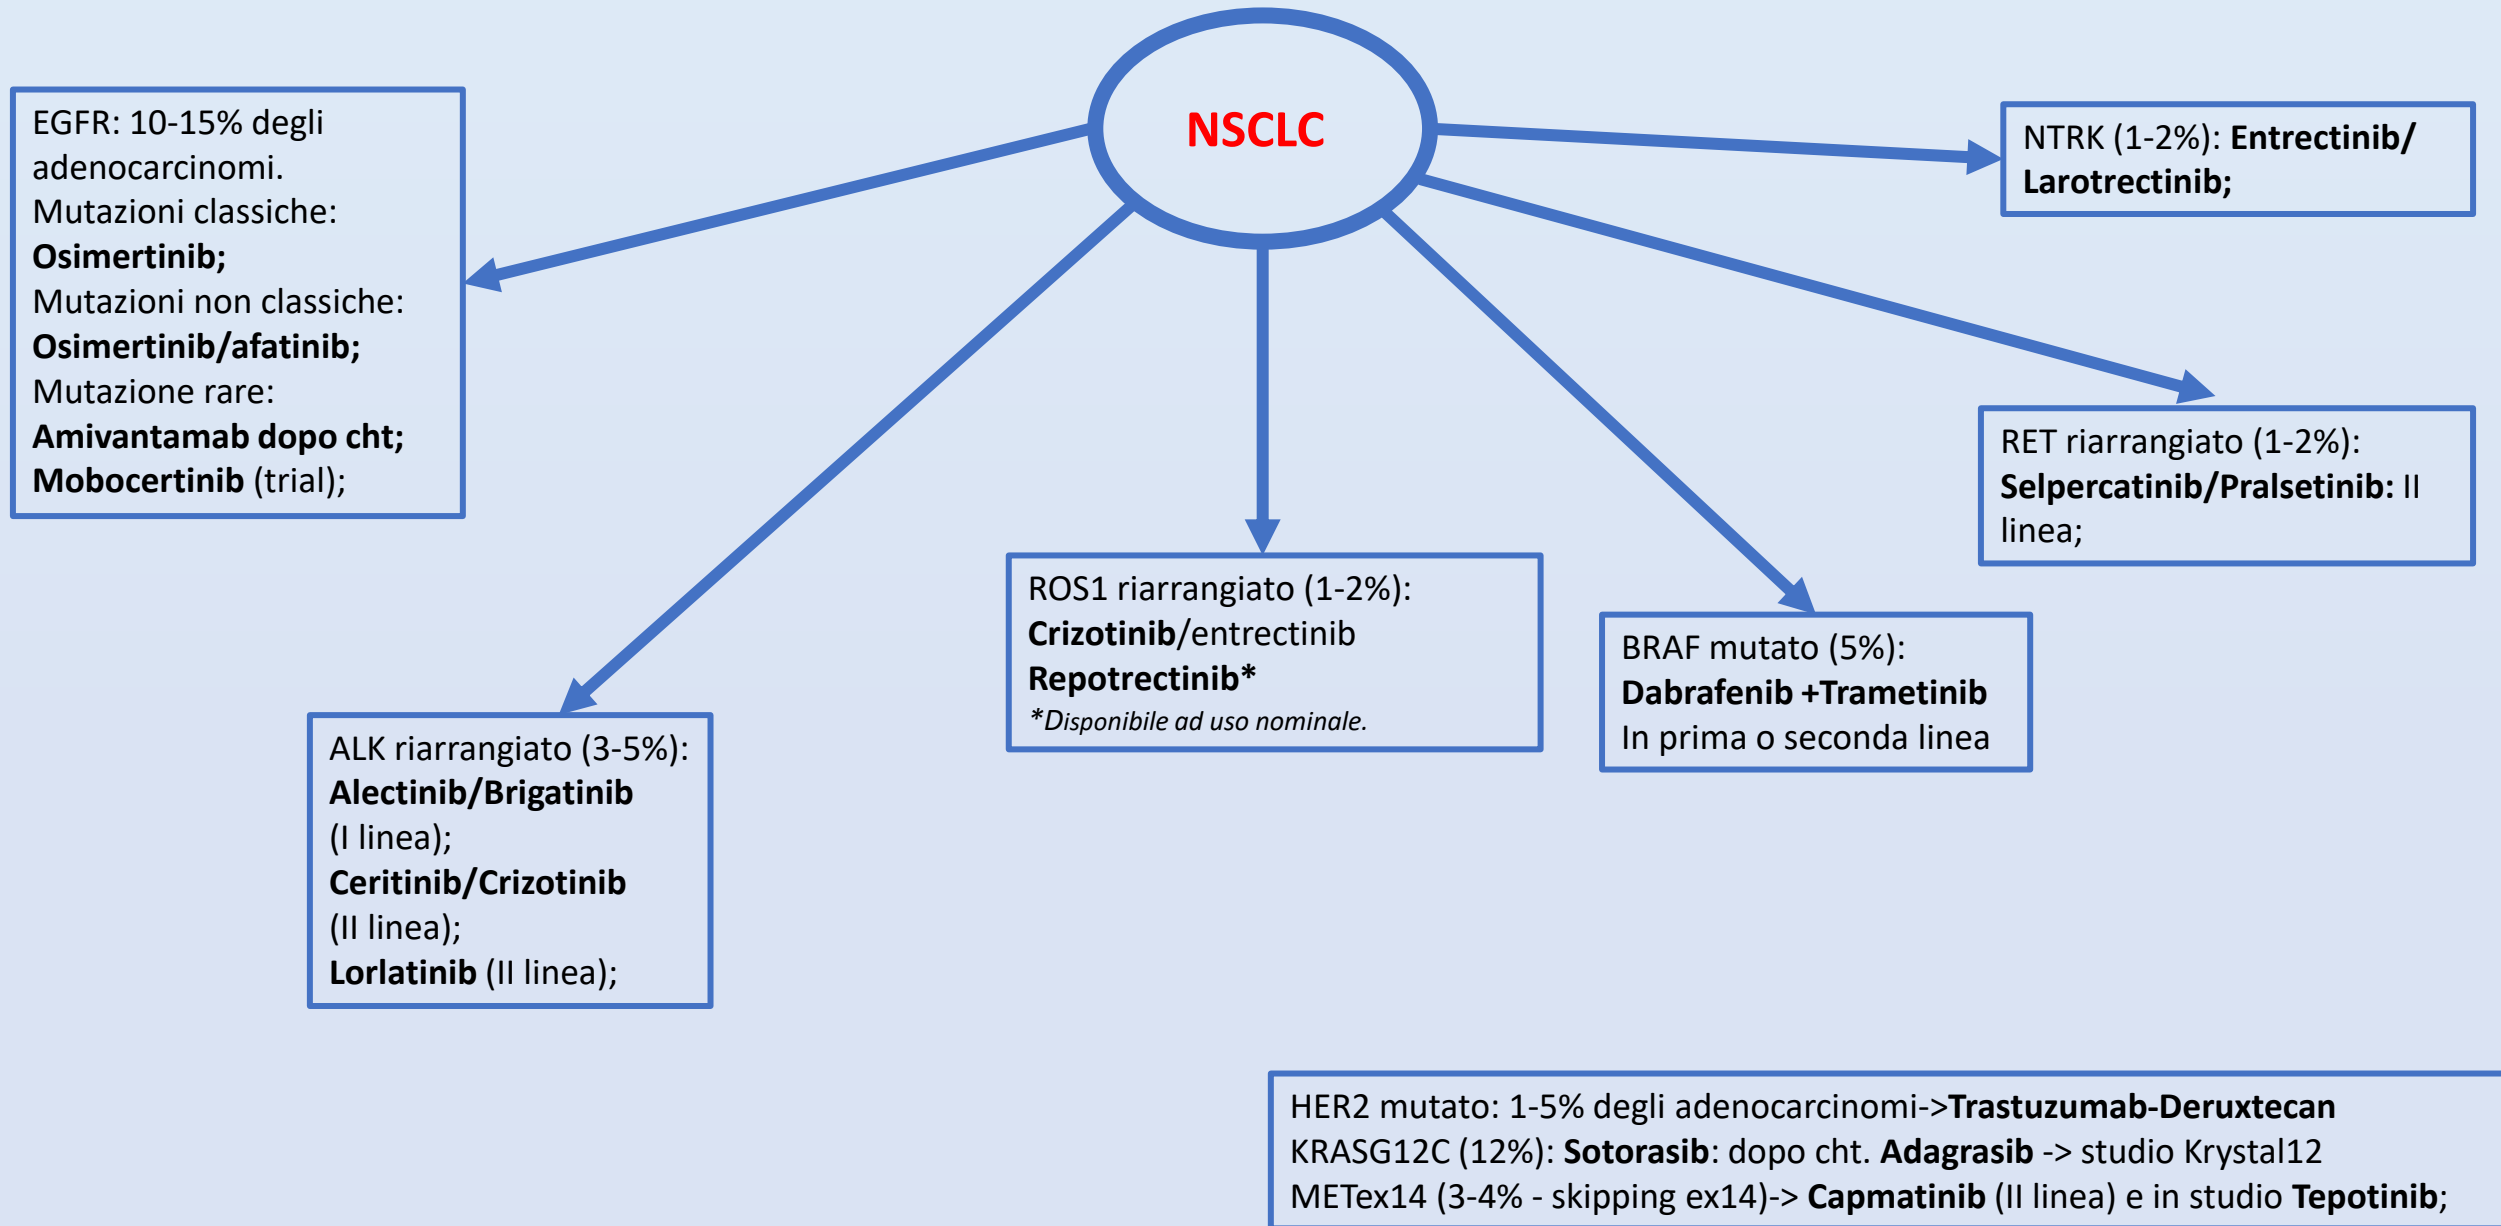 NSCLC
EGFR: 10-15% degli
adenocarcinomi.
Mutazioni classiche:
Osimertinib;
Mutazioni non classiche:
Osimertinib/afatinib;
Mutazione rare:
Amivantamab dopo cht;
Mobocertinib (trial);
ALK riarrangiato (3-5%):
Alectinib/Brigatinib
(I linea);
Ceritinib/Crizotinib
(II linea);
Lorlatinib (II linea);
ROS1 riarrangiato (1-2%):
Crizotinib/entrectinib
Repotrectinib*
*Disponibile ad uso nominale.
BRAF mutato (5%):
Dabrafenib +Trametinib
In prima o seconda linea
RET riarrangiato (1-2%):
Selpercatinib/Pralsetinib: II
linea;
NTRK (1-2%): Entrectinib/
Larotrectinib;
HER2 mutato: 1-5% degli adenocarcinomi->Trastuzumab-Deruxtecan
KRASG12C (12%): Sotorasib: dopo cht. Adagrasib -> studio Krystal12
METex14 (3-4% - skipping ex14)-> Capmatinib (II linea) e in studio Tepotinib;